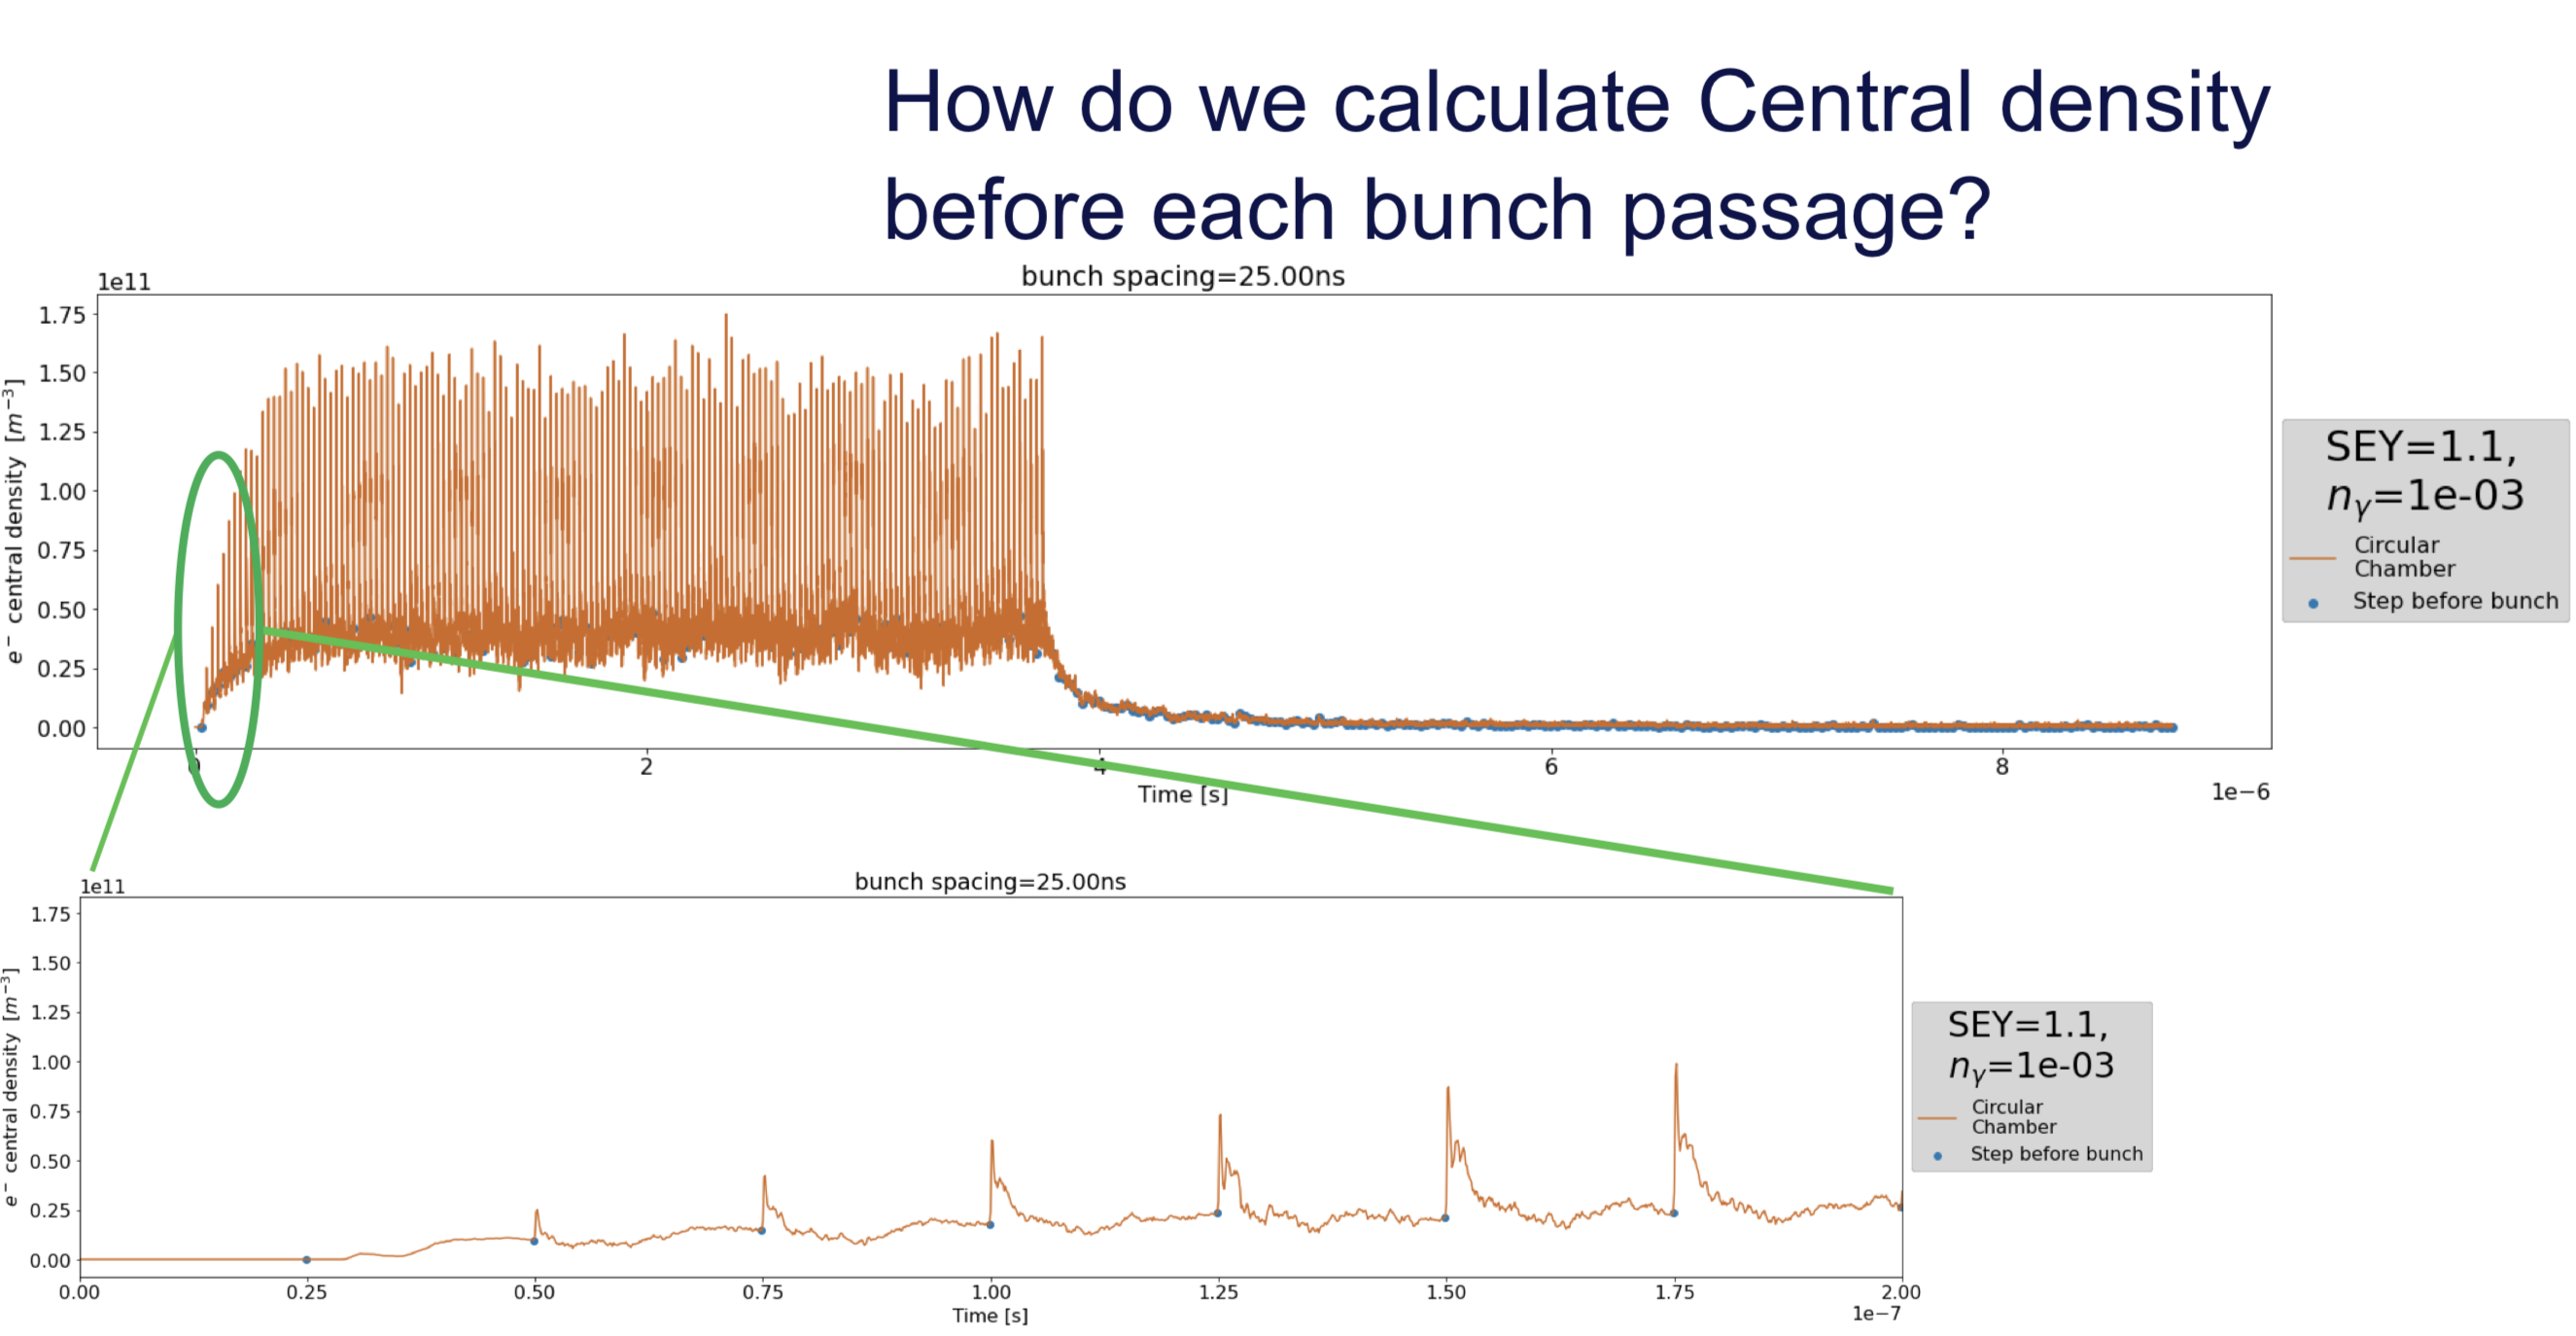 How do we calculate Central density
before each bunch passage?
bunch spacing=25.00ns
1e11
1.75
1.50
1.25
1.00
0.75
0.50
0.25
0.00
e⁻ central density [m⁻³]
0
2
4
6
8
Time [s]
1e−6
SEY=1.1,
nᵧ=1e-03
Circular
Chamber
Step before bunch
bunch spacing=25.00ns
1e11
1.75
1.50
1.25
1.00
0.75
0.50
0.25
0.00
e⁻ central density [m⁻³]
0.00
0.25
0.50
0.75
1.00
1.25
1.50
1.75
2.00
Time [s]
1e−7
SEY=1.1,
nᵧ=1e-03
Circular
Chamber
Step before bunch